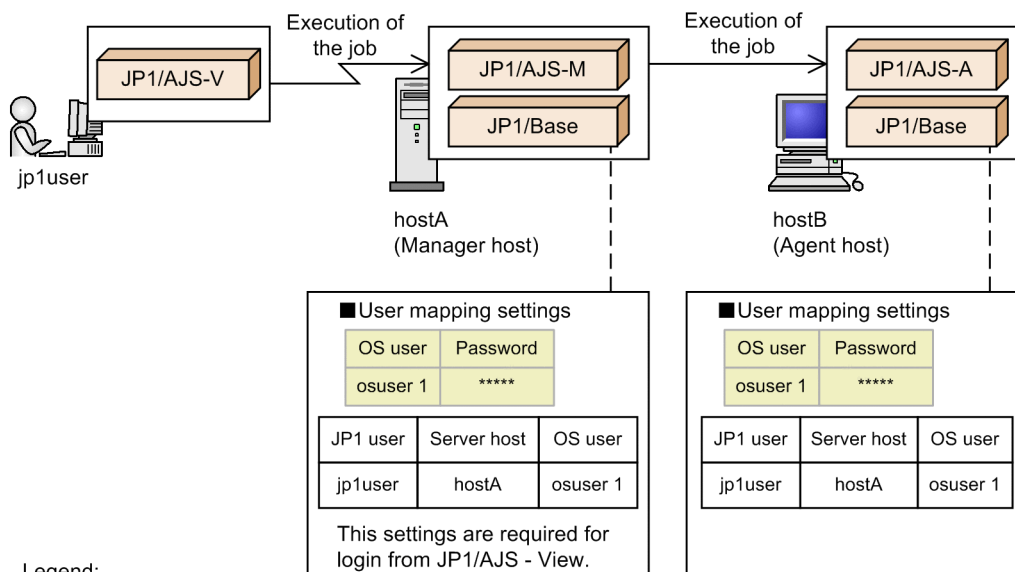 Execution of
the job
Execution of
the job
JP1/AJS-V
JP1/AJS-M
JP1/AJS-A
JP1/Base
JP1/Base
jp1user
hostA
(Manager host)
hostB
(Agent host)
■User mapping settings
OS user Password
osuser 1 *****
JP1 user Server host OS user
jp1user hostA osuser 1
This settings are required for
login from JP1/AJS - View.
■User mapping settings
OS user Password
osuser 1 *****
JP1 user Server host OS user
jp1user hostA osuser 1
Legend: